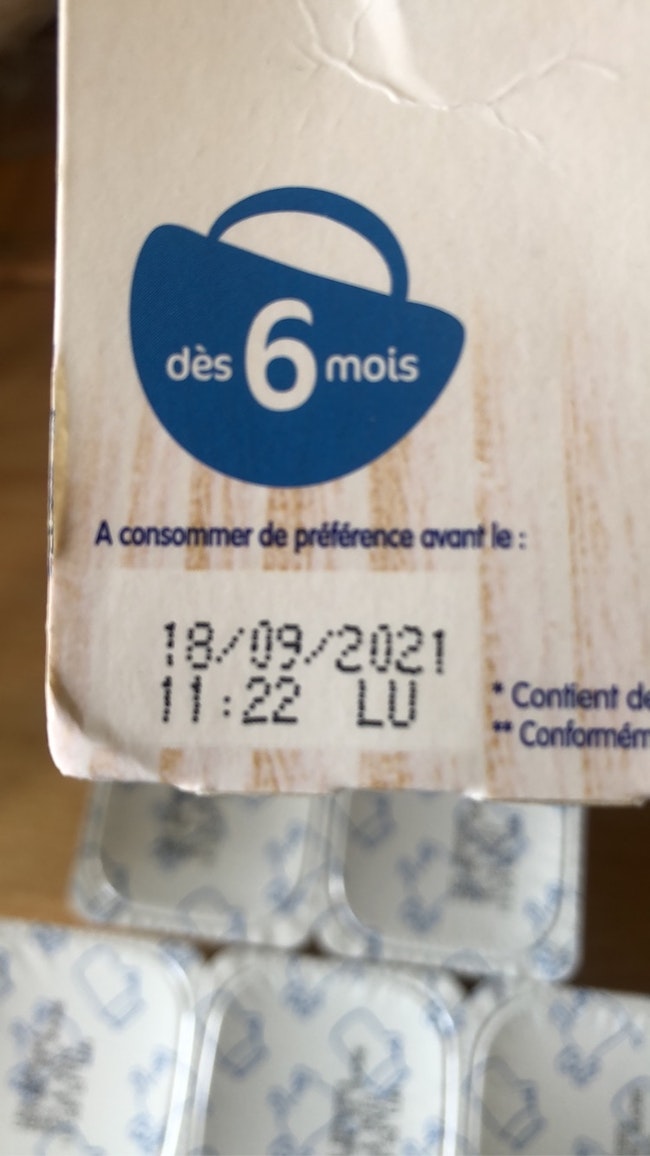 dès 6 mois
A consommer de préférence avant le :
18/09/2021
11:22 LU
* Contient de
** Conformém